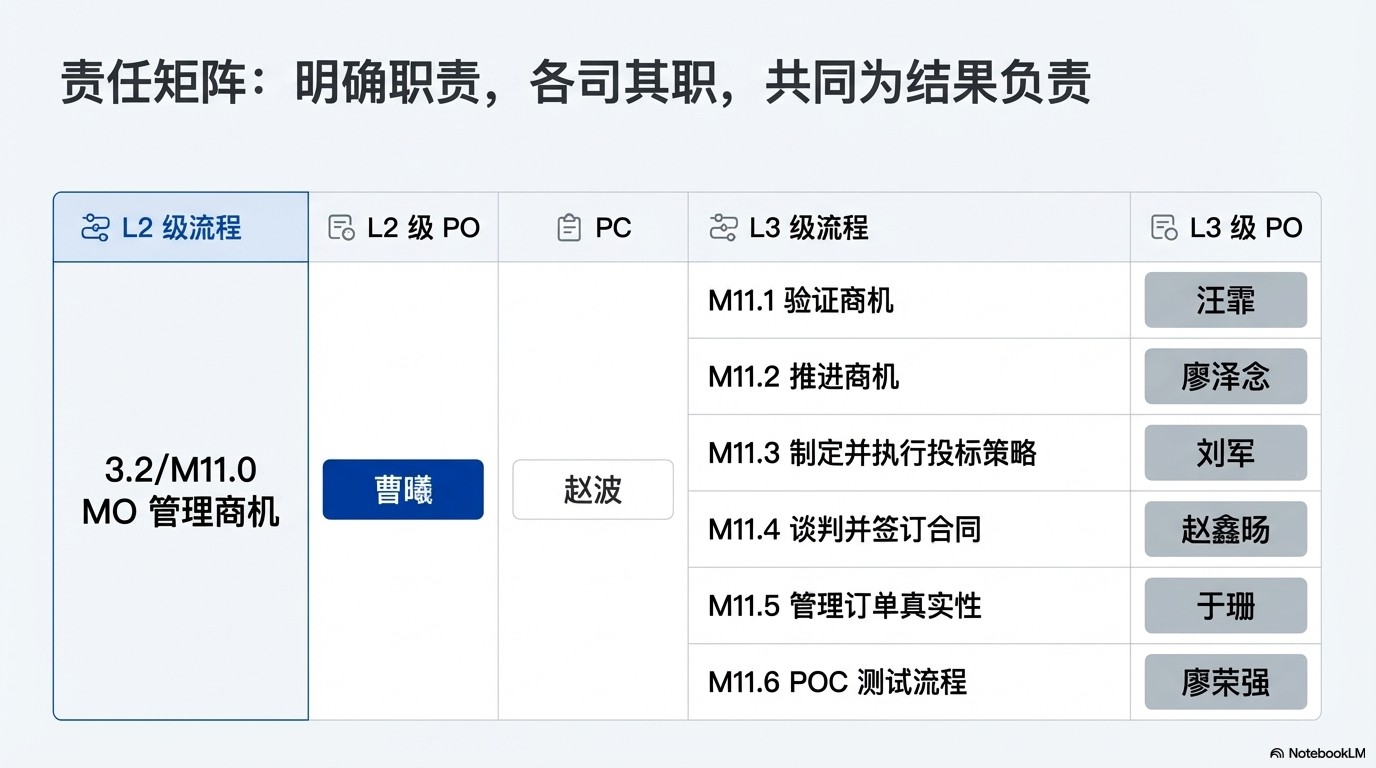 责任矩阵：明确职责，各司其职，共同为结果负责
L2 级流程
L2 级 PO
PC
L3 级流程
L3 级 PO
3.2/M11.0
MO 管理商机
曹曦
赵波
M11.1 验证商机
汪霏
M11.2 推进商机
廖泽念
M11.3 制定并执行投标策略
刘军
M11.4 谈判并签订合同
赵鑫旸
M11.5 管理订单真实性
于珊
M11.6 POC 测试流程
廖荣强
NotebookLM